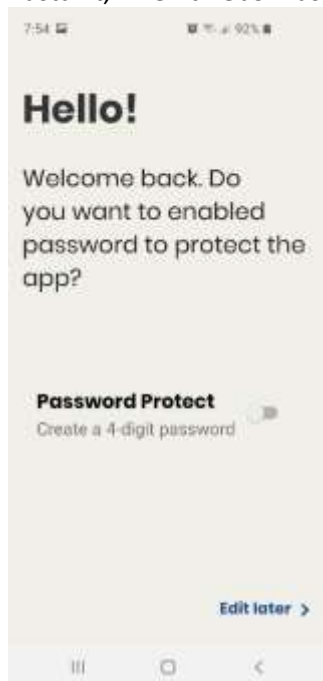 7:54
92%
Hello!
Welcome back. Do
you want to enabled
password to protect the
app?
Password Protect
Create a 4-digit password
Edit later >